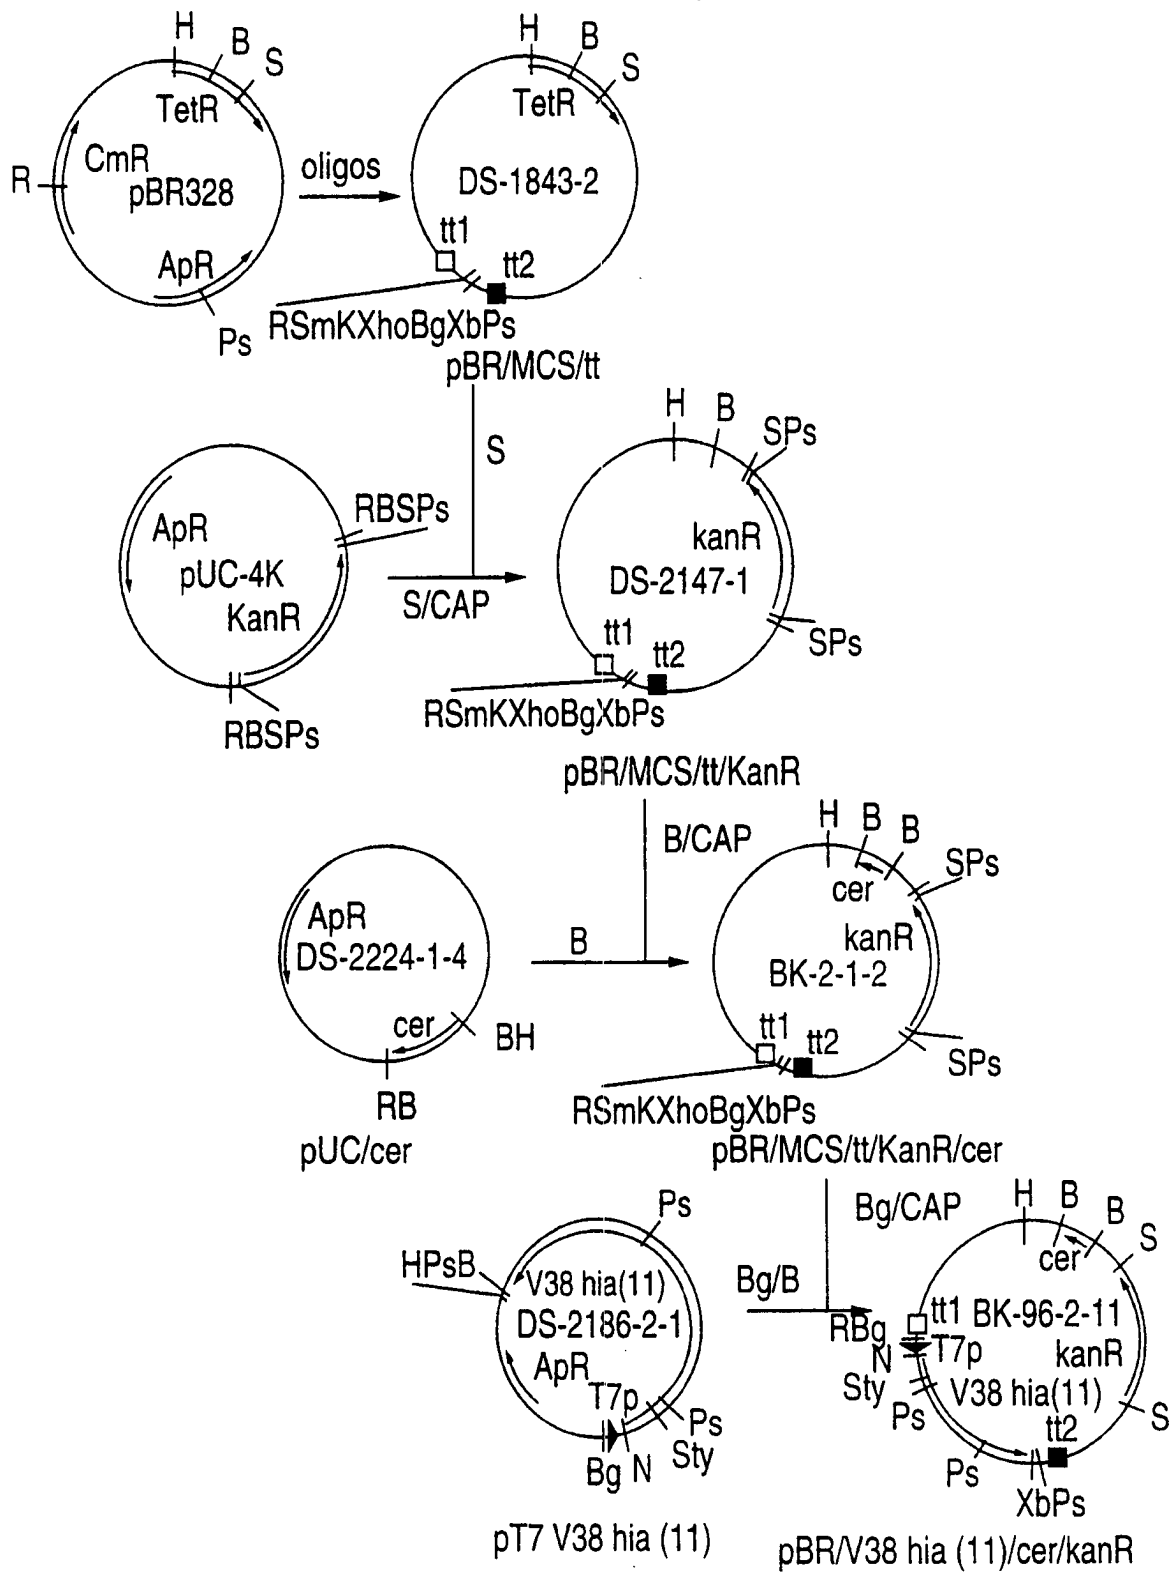 H
B
S
TetR
CmR
pBR328
R
ApR
Ps
oligos
H
B
S
TetR
DS-1843-2
tt1
tt2
RSmKXhoBgXbPs
pBR/MCS/tt
S
RBSPs
ApR
pUC-4K
KanR
RBSPs
S/CAP
H
B
SPs
kanR
DS-2147-1
SPs
tt1
tt2
RSmKXhoBgXbPs
pBR/MCS/tt/KanR
B/CAP
ApR
DS-2224-1-4
cer
BH
RB
pUC/cer
B
H
B
B
SPs
cer
kanR
BK-2-1-2
tt1
tt2
SPs
RSmKXhoBgXbPs
pBR/MCS/tt/KanR/cer
Bg/CAP
Ps
HPsB
V38 hia(11)
DS-2186-2-1
ApR
T7p
Ps
Sty
Bg
N
pT7 V38 hia (11)
Bg/B
H
B
B
S
cer
tt1
BK-96-2-11
RBg
N
T7p
kanR
Sty
V38 hia(11)
Ps
S
tt2
Ps
XbPs
pBR/V38 hia (11)/cer/kanR